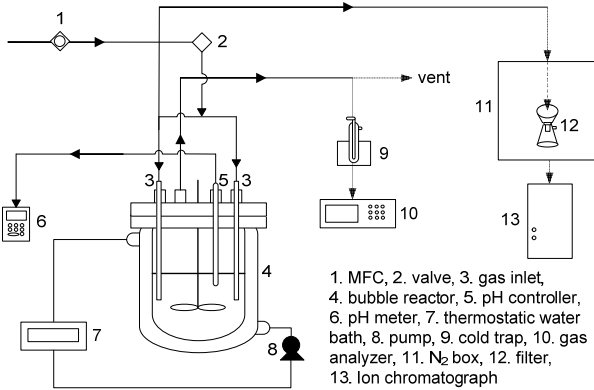 1
2
vent
11
12
9
3
5
3
6
10
13
4
7
8
1. MFC, 2. valve, 3. gas inlet,
4. bubble reactor, 5. pH controller,
6. pH meter, 7. thermostatic water
bath, 8. pump, 9. cold trap, 10. gas
analyzer, 11. N2 box, 12. filter,
13. Ion chromatograph